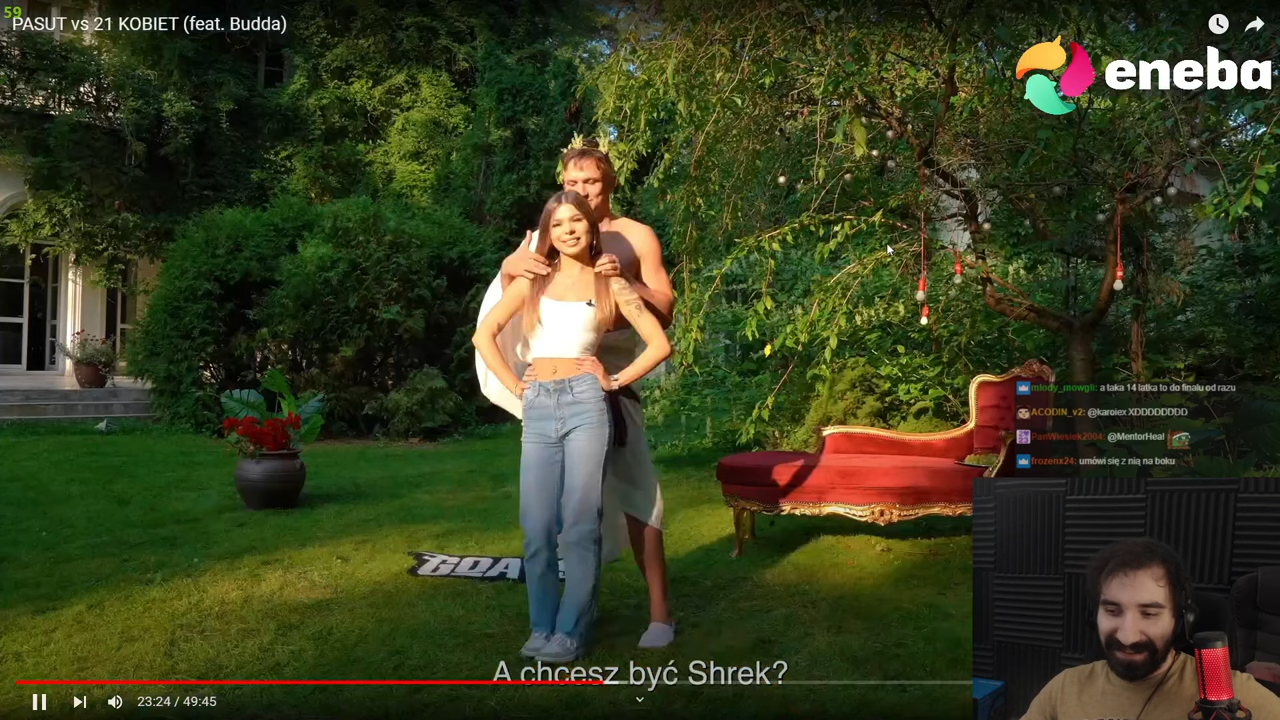 59
PASUT vs 21 KOBIET (feat. Budda)
eneba
mlody_mowgli: a taka 14 latka to do finalu od razu
ACODIN_v2: @karoiex XDDDDDDDD
PanWiesiek2004: @MentorHeal
frozenx24: umówi się z nią na boku
GOA
A chcesz być Shrek?
23:24 / 49:45